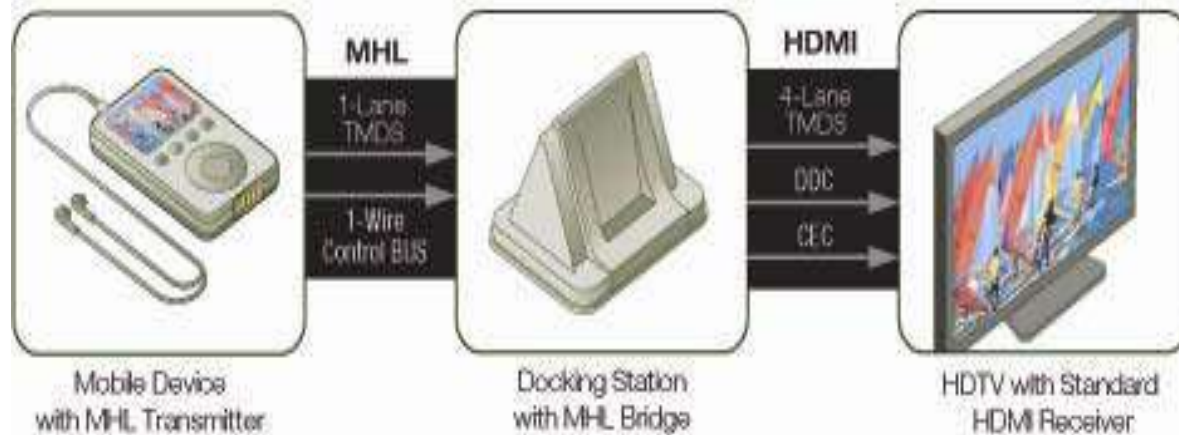 MHL
1-Lane
TMDS
1-Wire
Control BUS
HDMI
4-Lane
TMDS
DDC
CEC
Mobile Device
with MHL Transmitter
Docking Station
with MHL Bridge
HDTV with Standard
HDMI Receiver